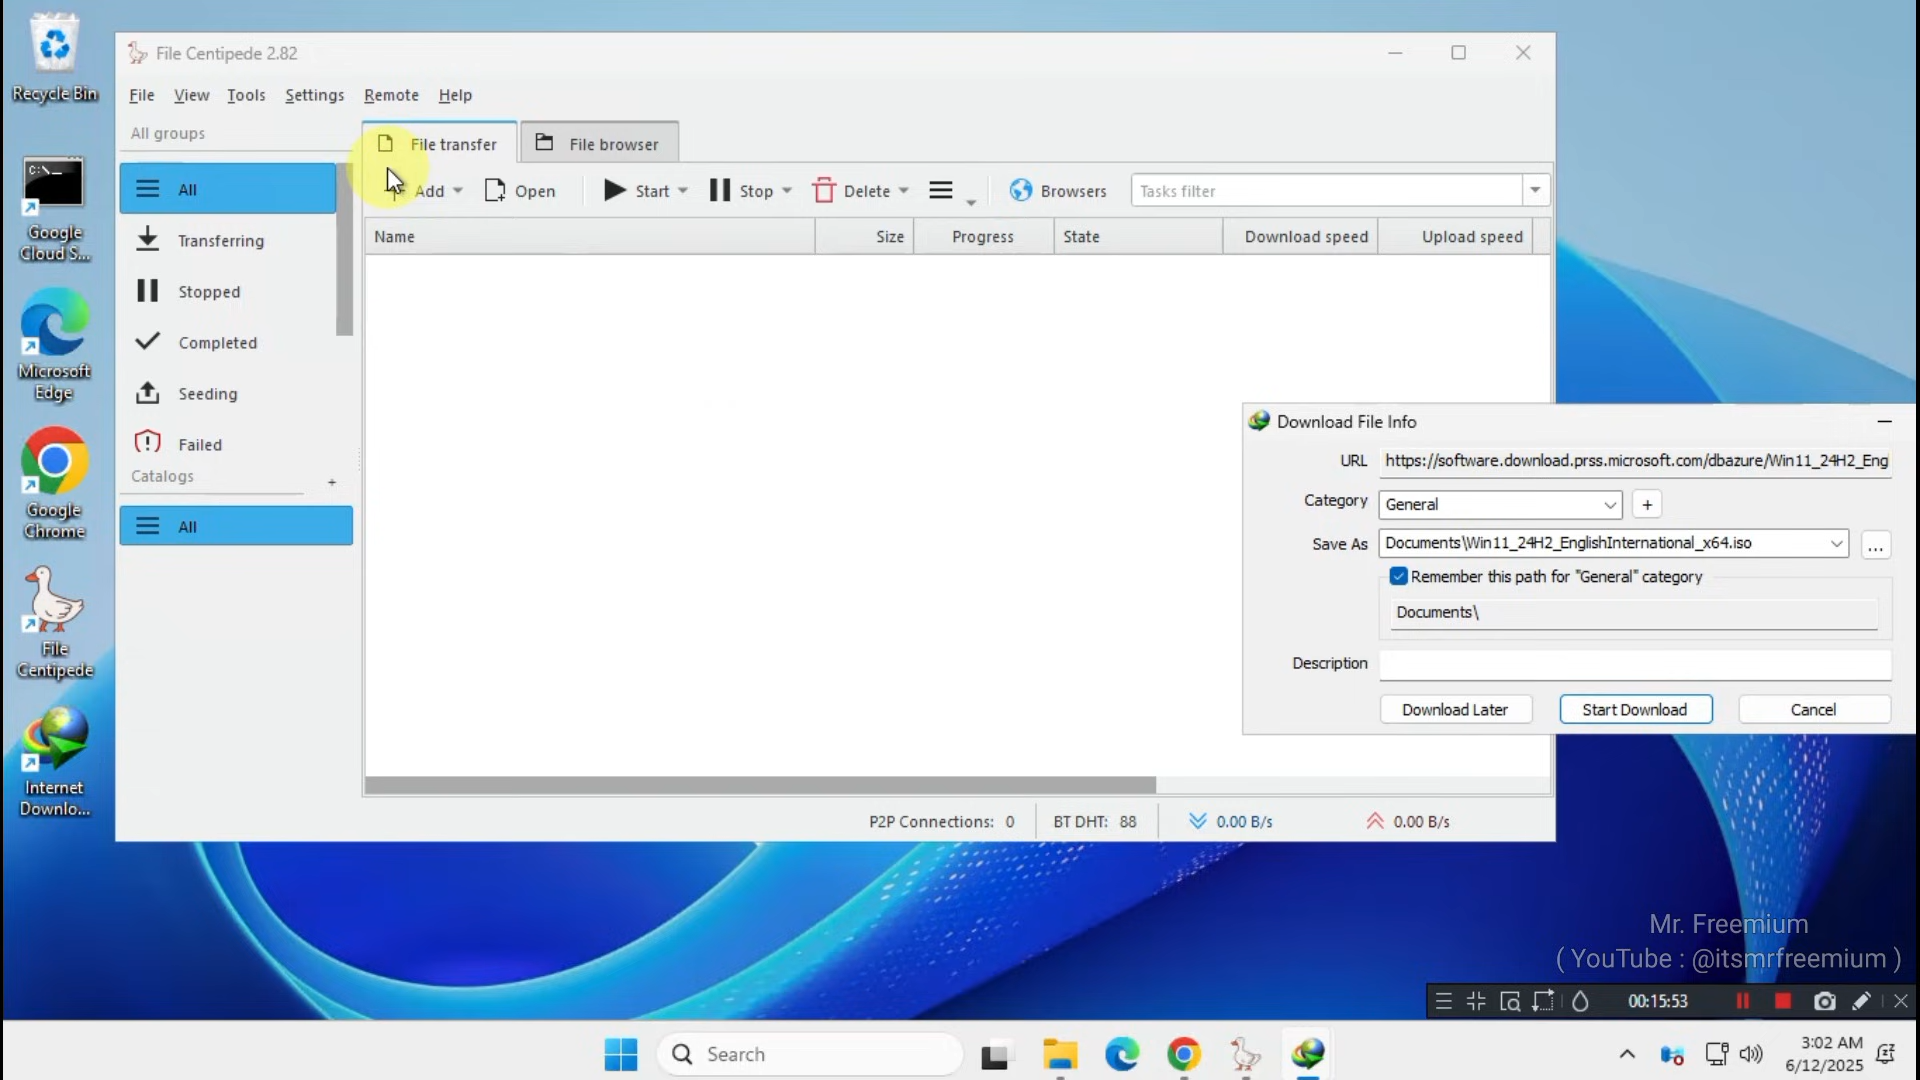 Recycle Bin
Google
Cloud S...
Microsoft
Edge
Google
Chrome
File
Centipede
Internet
Downlo...
File Centipede 2.82
File View Tools Settings Remote Help
All groups
All
Transferring
Stopped
Completed
Seeding
Failed
Catalogs +
All
File transfer
File browser
Add Open Start Stop Delete Browsers Tasks filter
Name Size Progress State Download speed Upload speed
P2P Connections: 0 BT DHT: 88 0.00 B/s 0.00 B/s
Download File Info
URL https://software.download.prss.microsoft.com/dbazure/Win11_24H2_Eng
Category General +
Save As Documents\Win11_24H2_EnglishInternational_x64.iso ...
Remember this path for "General" category
Documents\
Description
Download Later Start Download Cancel
Mr. Freemium
( YouTube : @itsmrfreemium )
00:15:53
Search
3:02 AM
6/12/2025